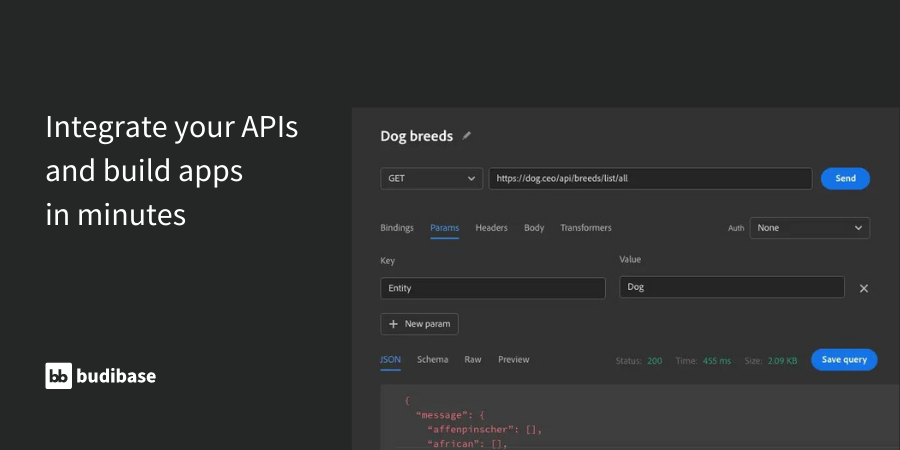 Integrate your APIs
and build apps
in minutes
bb budibase
Dog breeds
GET https://dog.ceo/api/breeds/list/all Send
Bindings Params Headers Body Transformers Auth None
Key Value
Entity Dog
New param
JSON Schema Raw Preview Status: 200 Time: 455 ms Size: 2.09 KB Save query
{
"message": {
"affenpinscher": [],
"african": [],